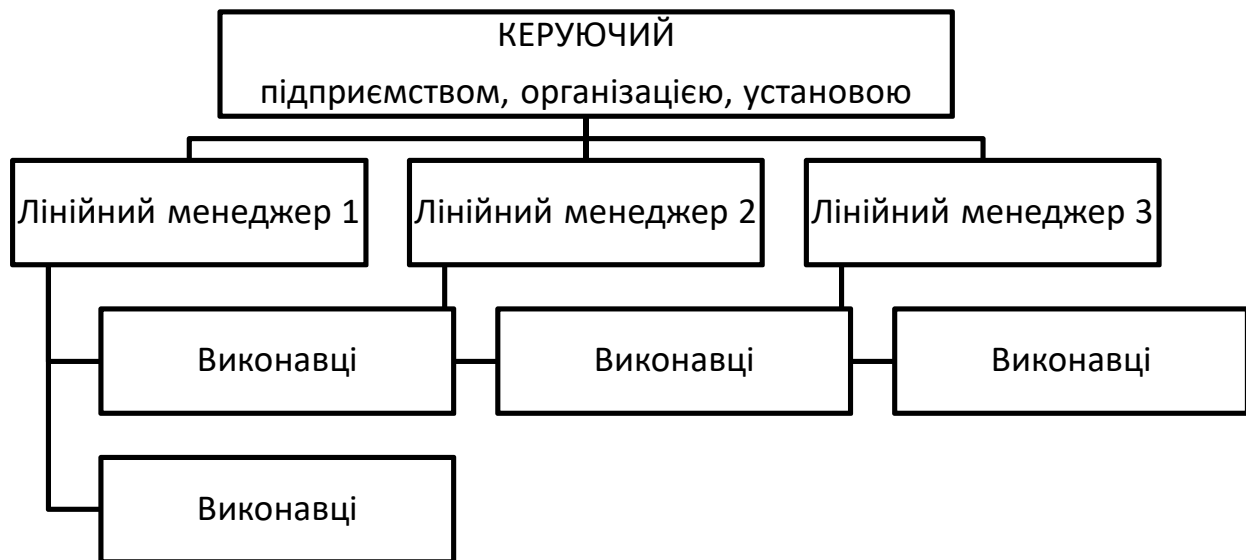 КЕРУЮЧИЙ
підприємством, організацією, установою
Лінійний менеджер 1
Лінійний менеджер 2
Лінійний менеджер 3
Виконавці
Виконавці
Виконавці
Виконавці